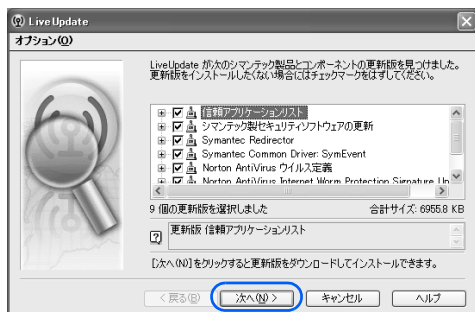 LiveUpdate
オプション(O)
LiveUpdate が次のシマンテック製品とコンポーネントの更新版を見つけました。
更新版をインストールしたくない場合にはチェックマークをはずしてください。
信頼アプリケーションリスト
シマンテック製セキュリティソフトウェアの更新
Symantec Redirector
Symantec Common Driver: SymEvent
Norton AntiVirus ウイルス定義
Norton AntiVirus Internet Worm Protection Signature Up
9 個の更新版を選択しました
合計サイズ: 6955.8 KB
更新版 信頼アプリケーションリスト
[次へ(N)]をクリックすると更新版をダウンロードしてインストールできます。
< 戻る(B)
次へ(N) >
キャンセル
ヘルプ